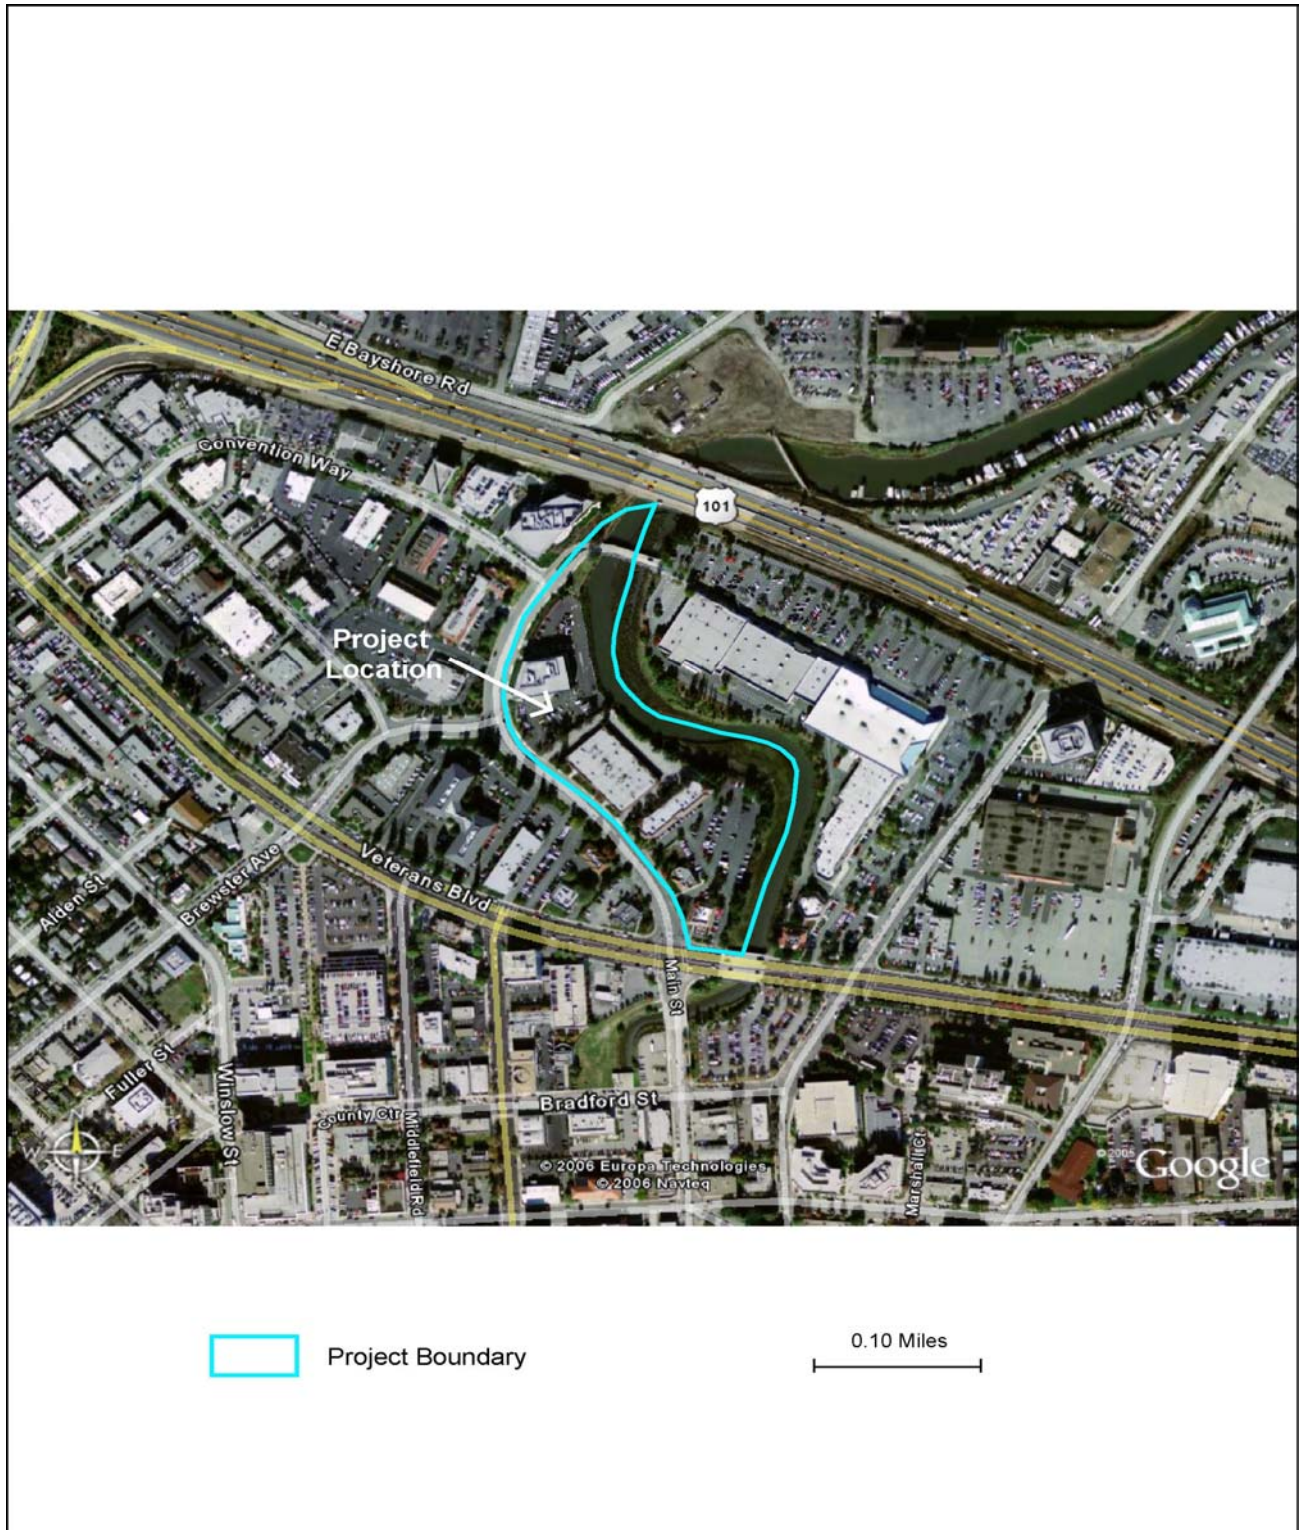 E Bayshore Rd
Convention Way
101
Project
Location
Veterans Blvd
Alden St
Brewster Ave
Main St
Fuller St
Winslow St
County Ctr
Middlefield Rd
Bradford St
Marshall Ct
N
W
E
© 2006 Europa Technologies
© 2006 Navteq
© 2005
Google
Project Boundary
0.10 Miles